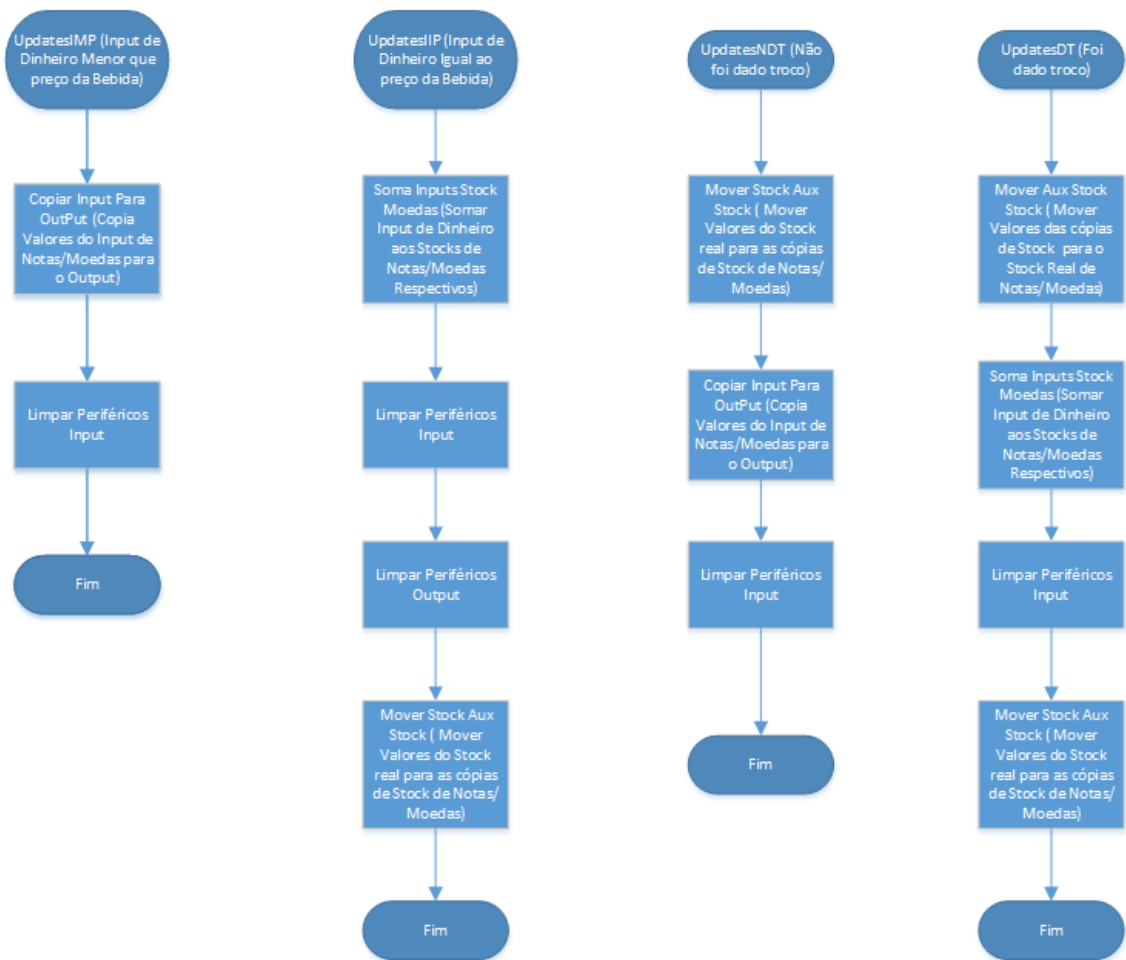 UpdatesIMP (Input de
Dinheiro Menor que
preço da Bebida)
Copiar Input Para
OutPut (Copia
Valores do Input de
Notas/Moedas para
o Output)
Limpar Periféricos
Input
Fim
UpdatesIIP (Input de
Dinheiro Igual ao
preço da Bebida)
Soma Inputs Stock
Moedas (Somar
Input de Dinheiro
aos Stocks de
Notas/Moedas
Respectivos)
Limpar Periféricos
Input
Limpar Periféricos
Output
Mover Stock Aux
Stock ( Mover
Valores do Stock
real para as cópias
de Stock de Notas/
Moedas)
Fim
UpdatesNDT (Não
foi dado troco)
Mover Stock Aux
Stock ( Mover
Valores do Stock
real para as cópias
de Stock de Notas/
Moedas)
Copiar Input Para
OutPut (Copia
Valores do Input de
Notas/Moedas para
o Output)
Limpar Periféricos
Input
Fim
UpdatesDT (Foi
dado troco)
Mover Aux Stock
Stock ( Mover
Valores das cópias
de Stock para o
Stock Real de
Notas/Moedas)
Soma Inputs Stock
Moedas (Somar
Input de Dinheiro
aos Stocks de
Notas/Moedas
Respectivos)
Limpar Periféricos
Input
Mover Stock Aux
Stock ( Mover
Valores do Stock
real para as cópias
de Stock de Notas/
Moedas)
Fim